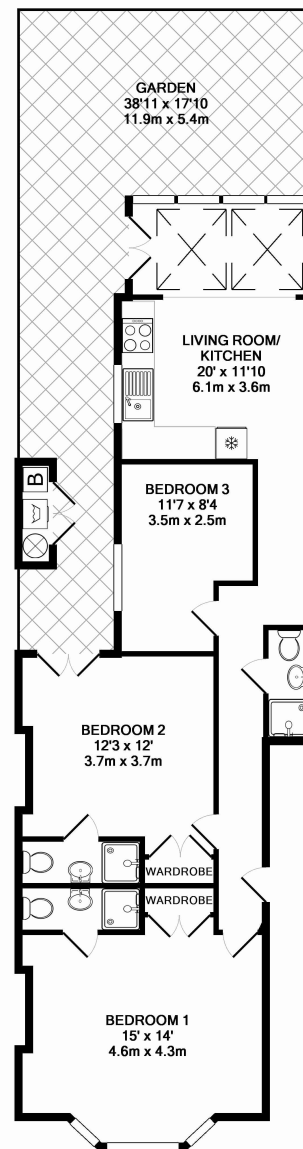 GARDEN
38'11 x 17'10
11.9m x 5.4m
LIVING ROOM/
KITCHEN
20' x 11'10
6.1m x 3.6m
B
BEDROOM 3
11'7 x 8'4
3.5m x 2.5m
BEDROOM 2
12'3 x 12'
3.7m x 3.7m
WARDROBE
WARDROBE
BEDROOM 1
15' x 14'
4.6m x 4.3m